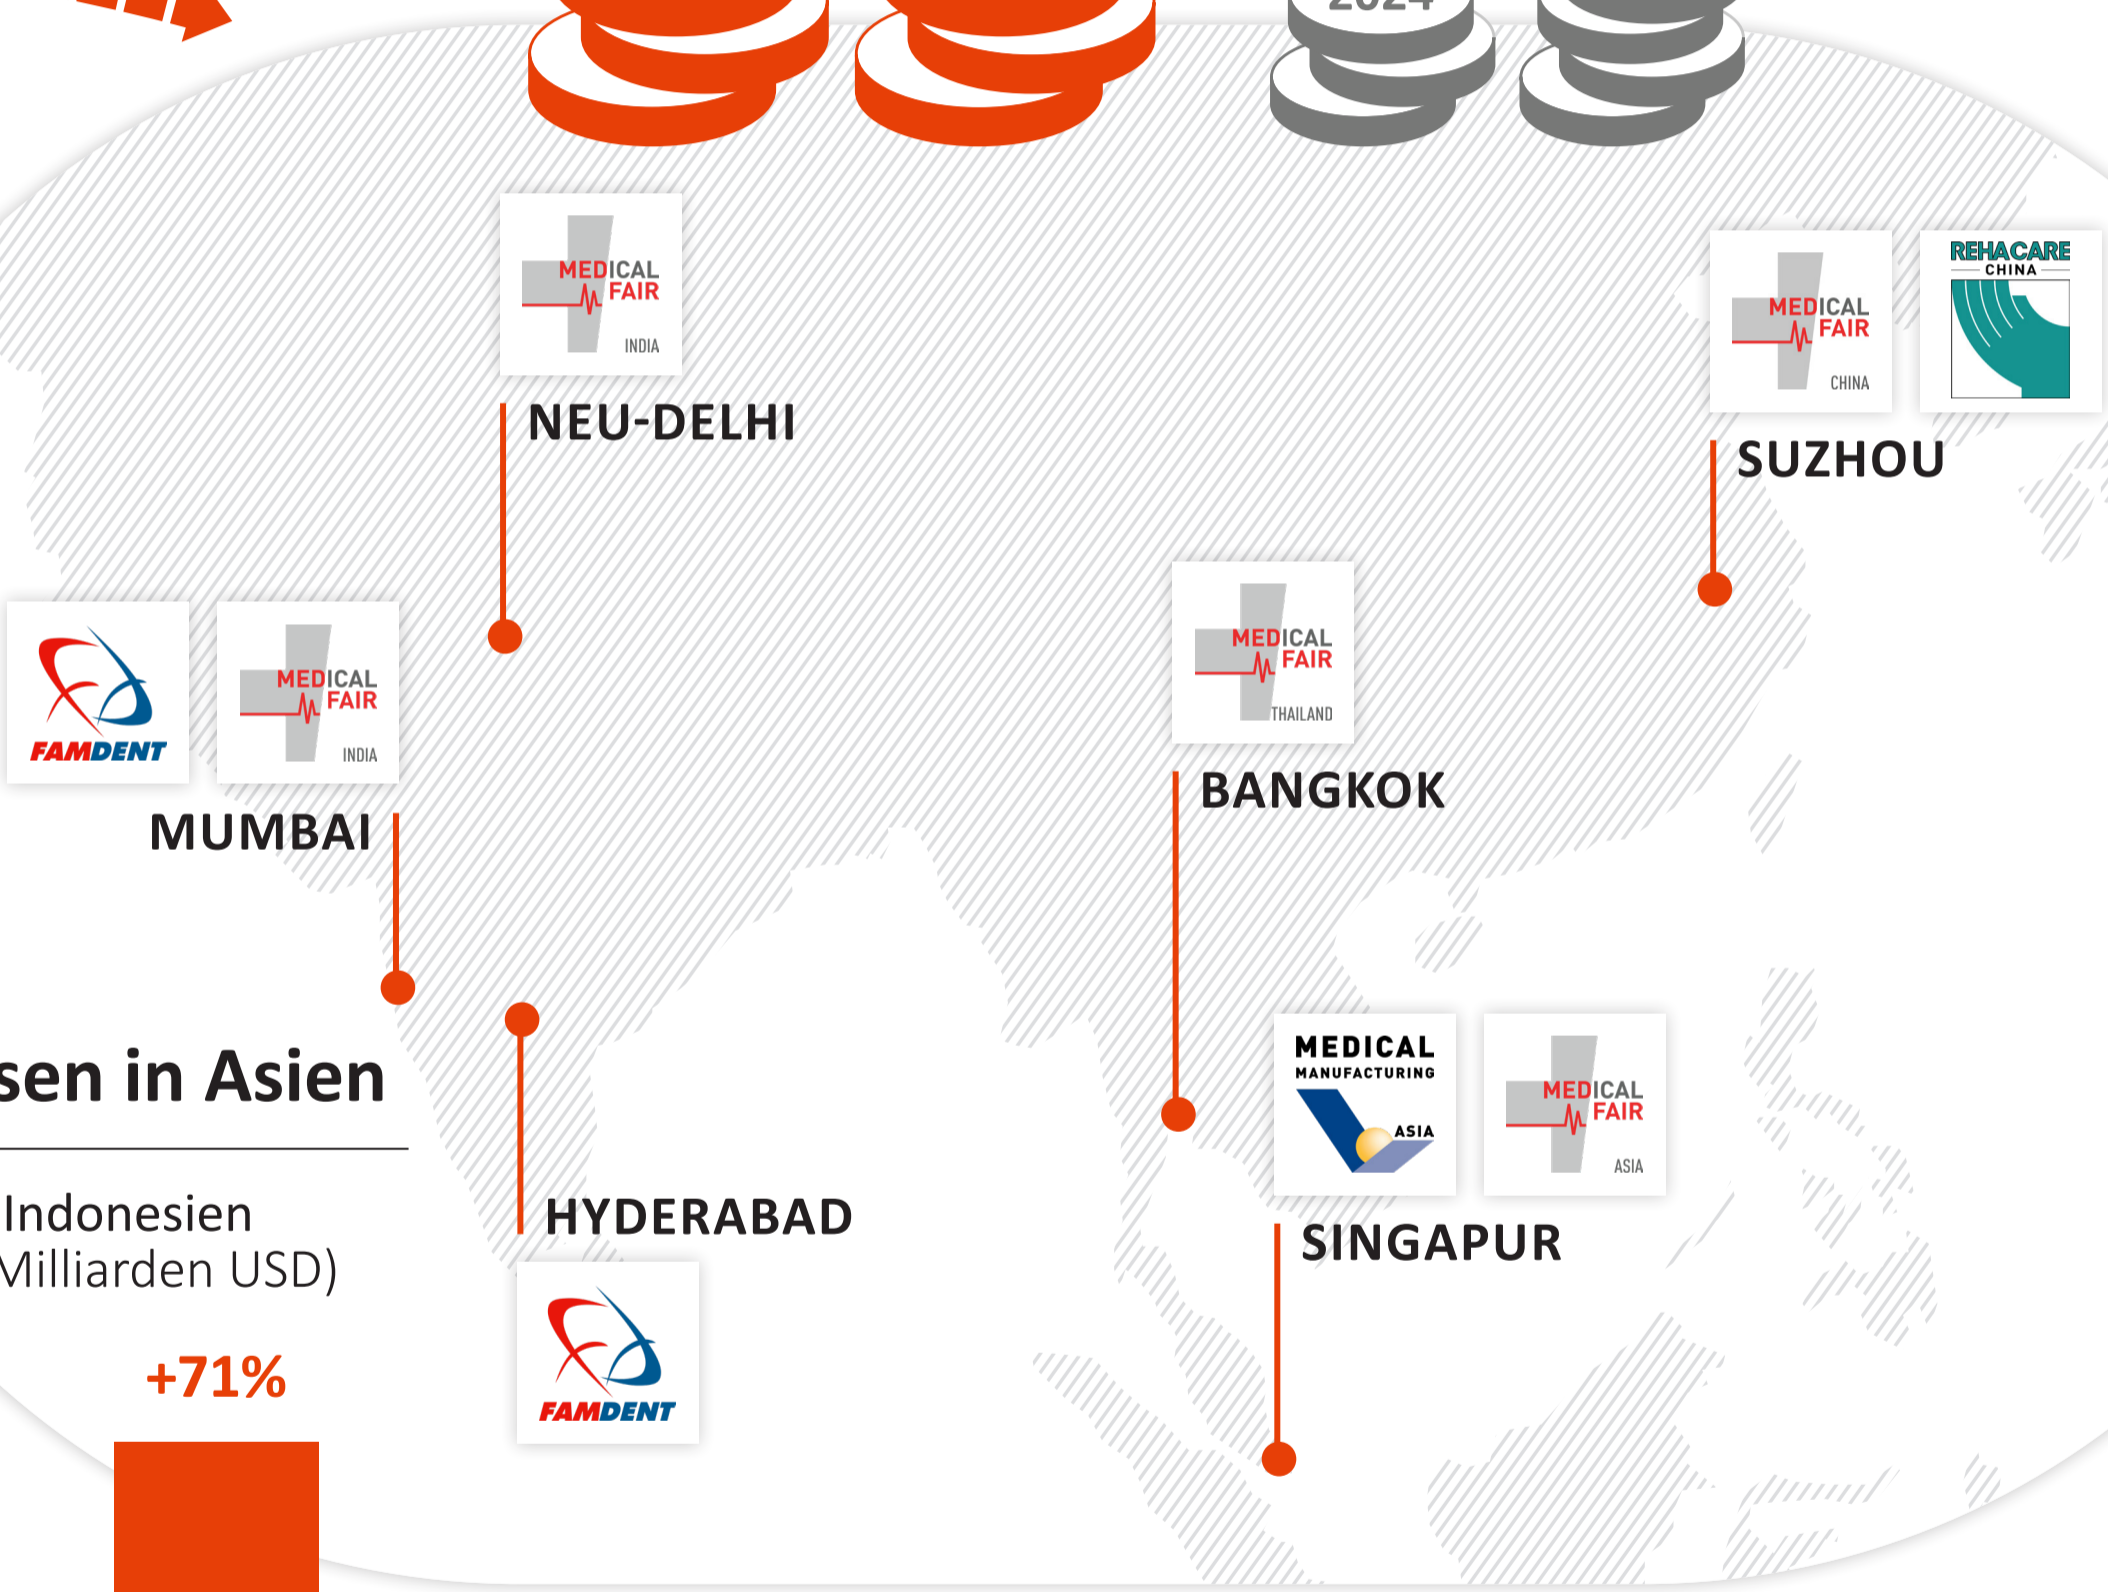 2024
MEDICAL
FAIR
INDIA
NEU-DELHI
MEDICAL
FAIR
CHINA
REHACARE
CHINA
SUZHOU
FAMDENT
MEDICAL
FAIR
INDIA
MUMBAI
MEDICAL
FAIR
THAILAND
BANGKOK
MEDICAL
MANUFACTURING
ASIA
MEDICAL
FAIR
ASIA
SINGAPUR
HYDERABAD
FAMDENT
in Asien
Indonesien
Milliarden USD)
+71%